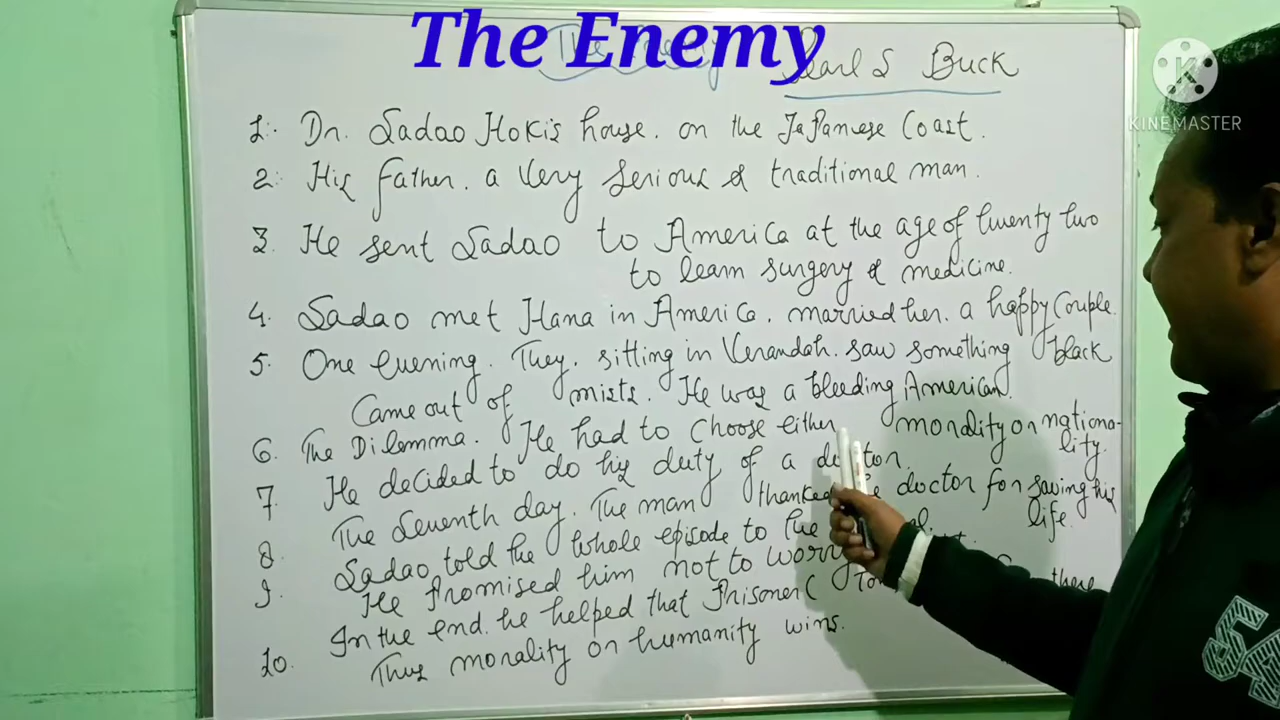 The Enemy
Pearl S Buck
KINEMASTER
1. Dr. Sadao Hoki's house. on the Japanese Coast.
2. His father. a very serious & traditional man.
3. He sent Sadao to America at the age of twenty two
to learn surgery & medicine.
4. Sadao met Hana in America. married her. a happy couple.
5. One evening. They. sitting in Verandah. saw something black
Came out of mists. He was a bleeding American.
6. The Dilemma. He had to choose either morality or nationa-
lity.
He decided to do his duty of a doctor.
7. The Seventh day. The man thanked doctor for saving his
life.
8. Sadao told the whole episode to the
He Promised him not to worry
9. In the end. he helped that Prisoner( there
10. Thus morality or humanity wins.